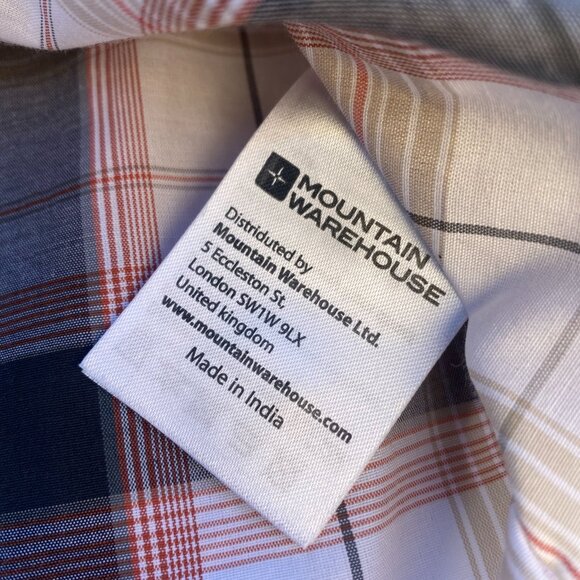 MOUNTAIN
WAREHOUSE
Distriduted by
Mountain Warehouse Ltd.
5 Eccleston St.
London SW1W 9LX
United kingdom
www.mountainwarehouse.com
Made in India